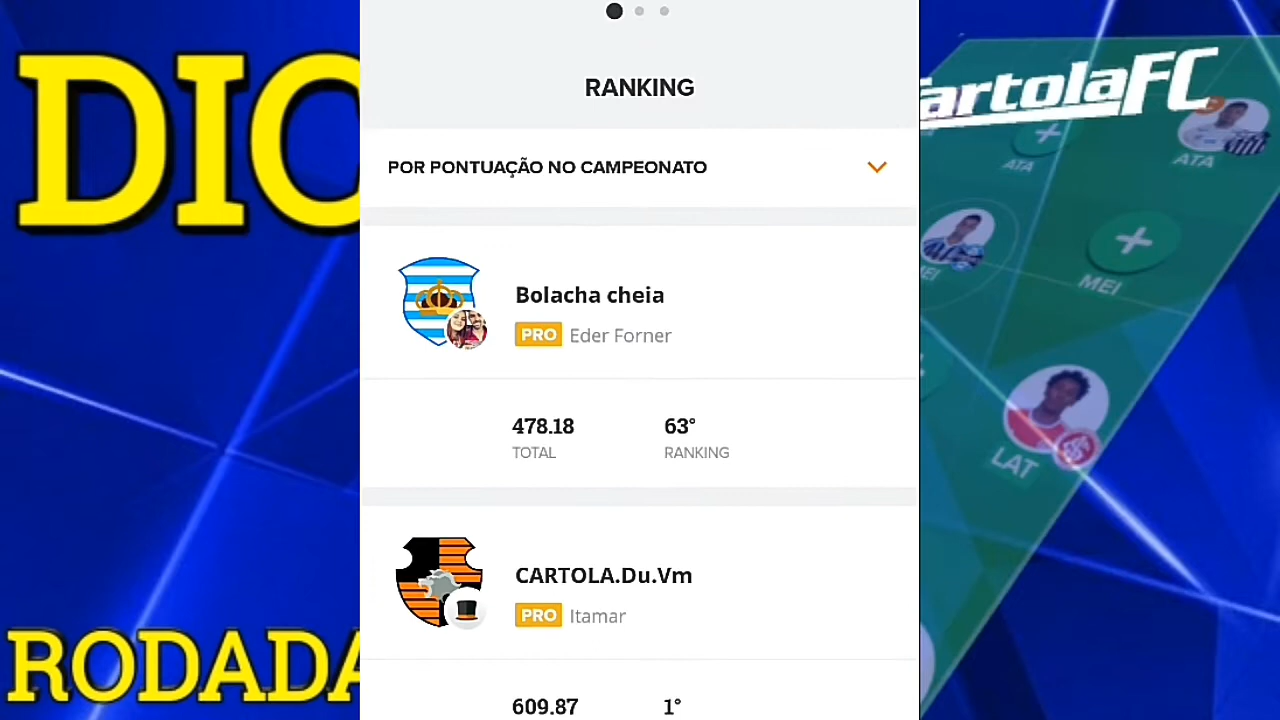 DIC
RODADA
RANKING
POR PONTUAÇÃO NO CAMPEONATO
Bolacha cheia
PRO Eder Forner
478.18 63°
TOTAL RANKING
CARTOLA.Du.Vm
PRO Itamar
609.87 1°
CartolaFC
ATA
ATA
MEI
MEI
LAT